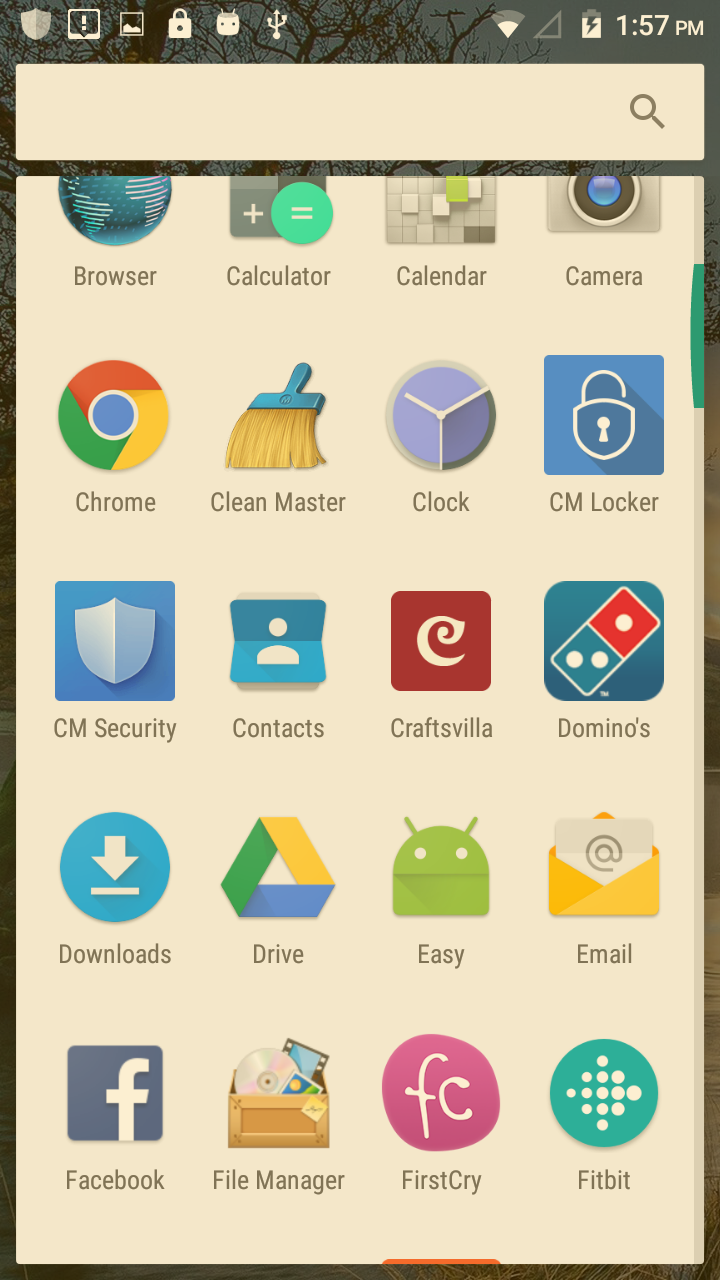 1:57 PM
Browser
Calculator
Calendar
Camera
Chrome
Clean Master
Clock
CM Locker
CM Security
Contacts
Craftsvilla
Domino's
Downloads
Drive
Easy
Email
Facebook
File Manager
FirstCry
Fitbit